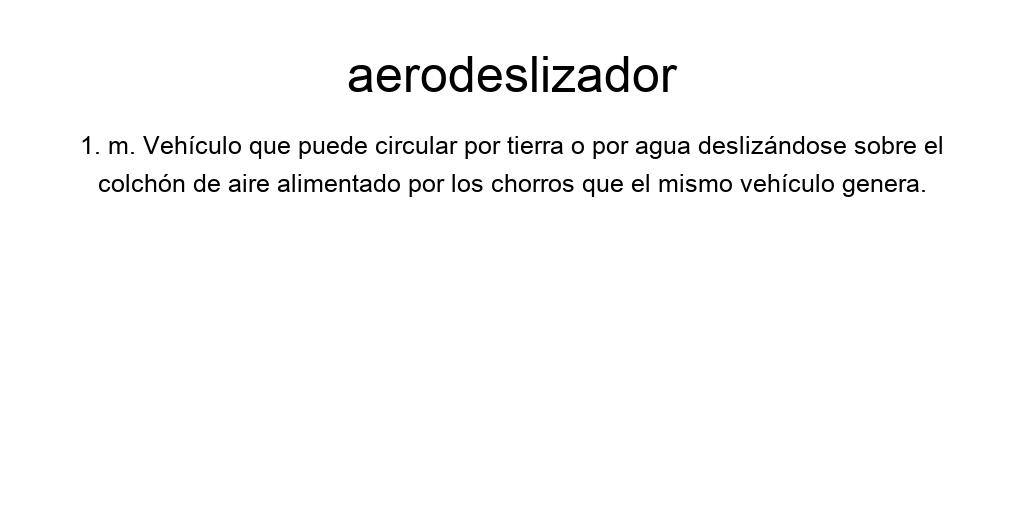 aerodeslizador
1. m. Vehículo que puede circular por tierra o por agua deslizándose sobre el
colchón de aire alimentado por los chorros que el mismo vehículo genera.